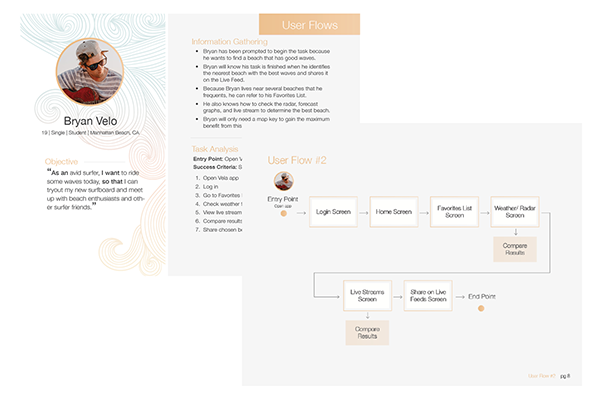 User Flows
Bryan Velo
19 | Single | Student | Manhattan Beach, CA
Objective
"As an avid surfer, I want to ride
some waves today, so that I can
tryout my new surfboard and meet
up with beach enthusiasts and oth-
er surfer friends."
Information Gathering
• Bryan has been prompted to begin the task because
he wants to find a beach that has good waves.
• Bryan will know his task is finished when he identifies
the nearest beach with the best waves and shares it
on the Live Feed.
• Because Bryan lives near several beaches that he
frequents, he can refer to his Favorites List.
• He also knows how to check the radar, forecast
graphs, and live stream to determine the best beach.
• Bryan will only need a map key to gain the maximum
benefit from this
Task Analysis
Entry Point: Open
Success Criteria:
1. Open Vela app
2. Log in
3. Go to Favorites
4. Check weather
5. View live stream
6. Compare results
7. Share chosen
User Flow #2
Entry Point
Open app
Login Screen
Home Screen
Favorites List
Screen
Weather/ Radar
Screen
Compare
Results
Live Streams
Screen
Share on Live
Feeds Screen
End Point
Compare
Results
User Flow #2 pg.8